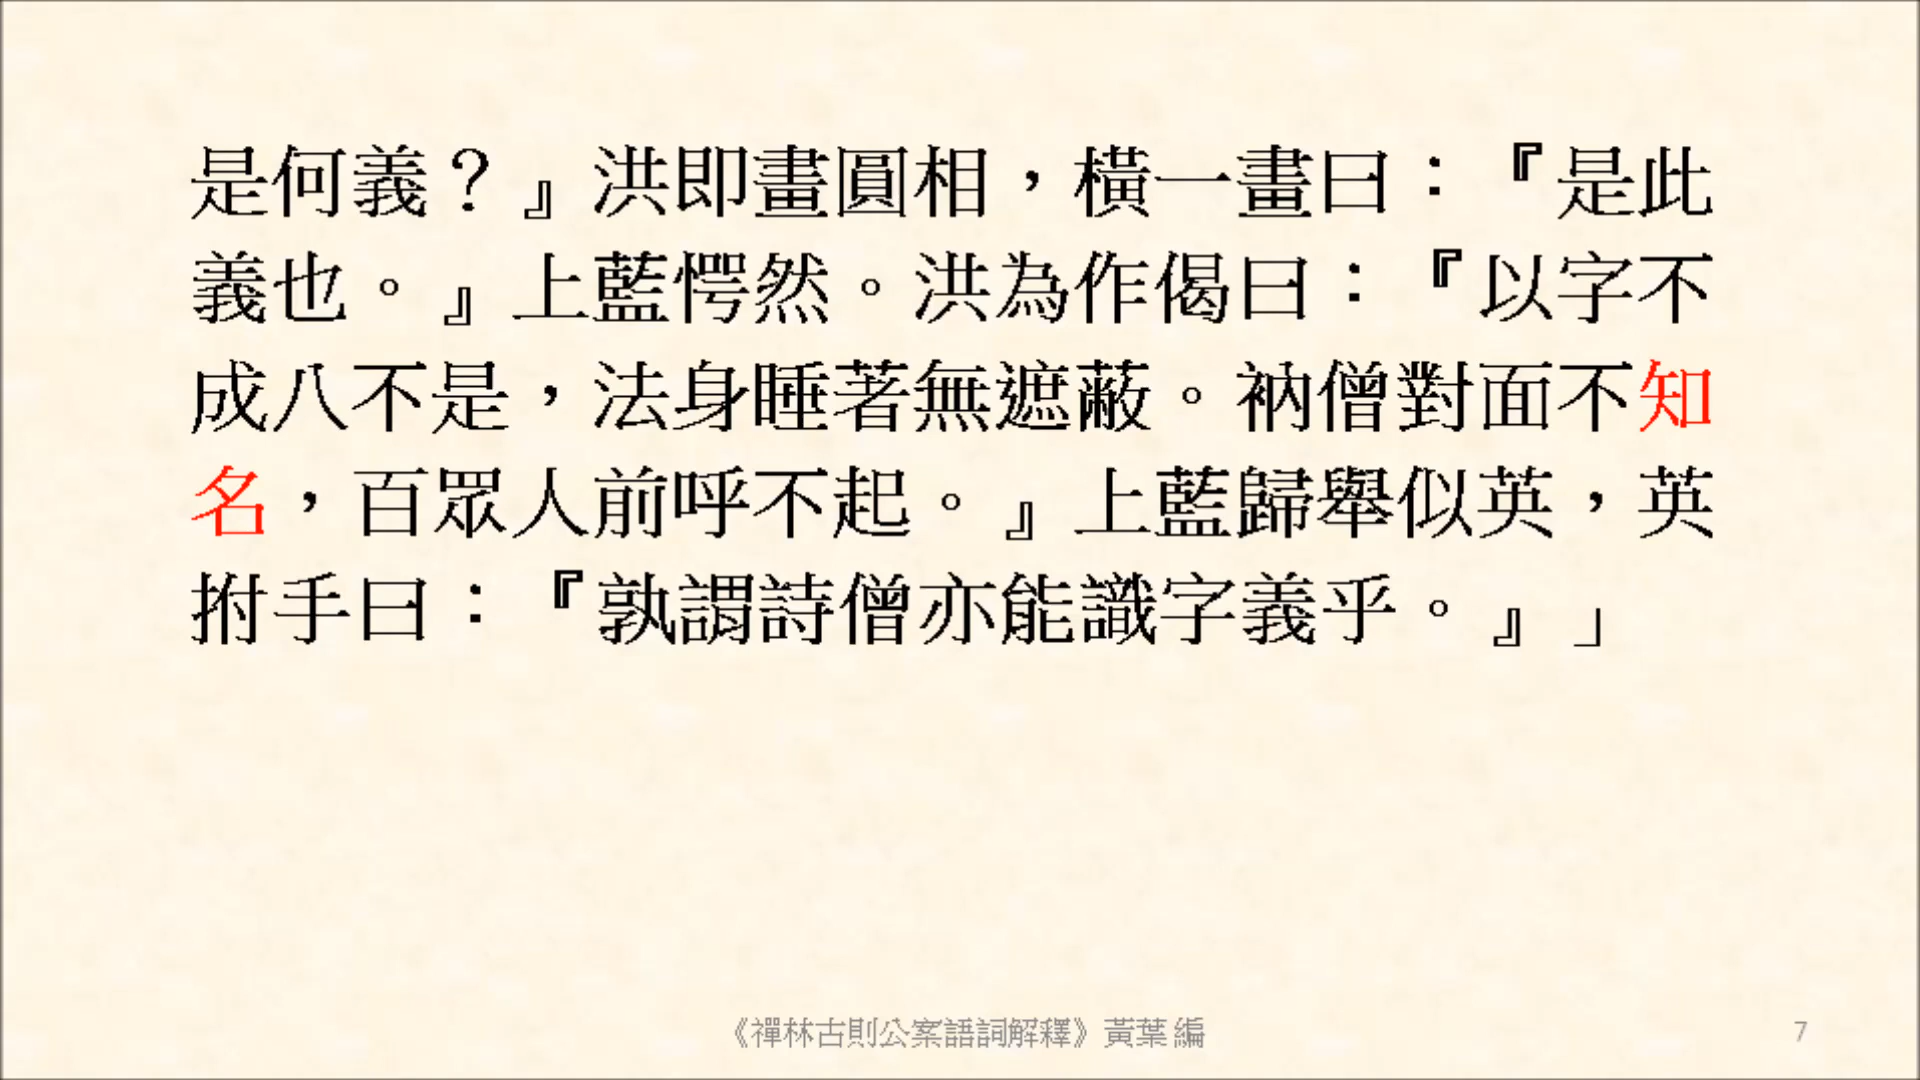 是何義？』洪即畫圓相，橫一畫曰：『是此
義也。』上藍愕然。洪為作偈曰：『以字不
成八不是，法身睡著無遮蔽。衲僧對面不知
名，百眾人前呼不起。』上藍歸舉似英，英
拊手曰：『孰謂詩僧亦能識字義乎。』」
《禪林古則公案語詞解釋》黃葉 編
7